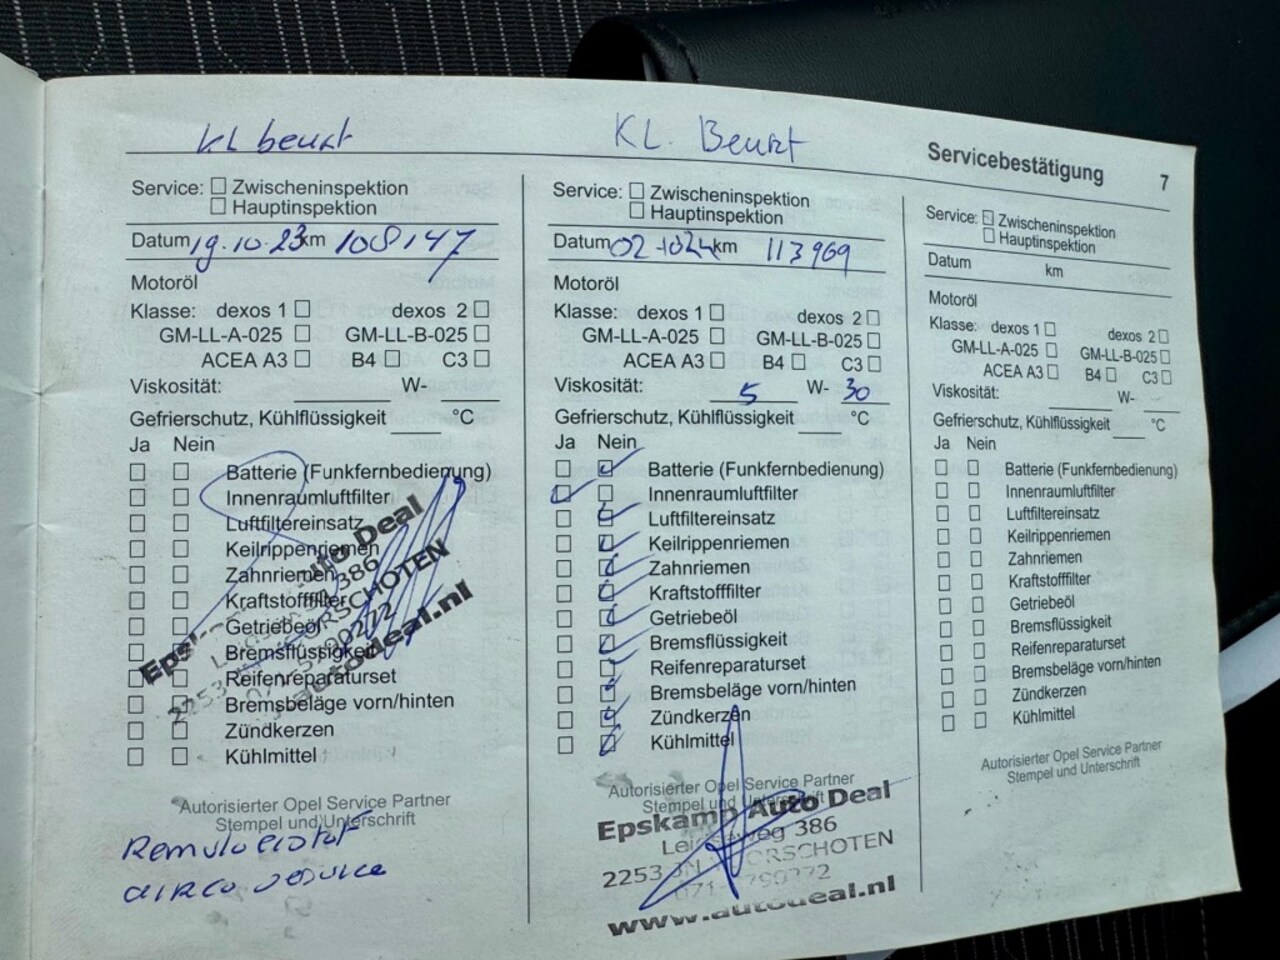 KL beurt
Service: Zwischeninspektion
Hauptinspektion
Datum 19.10.23 km 108147
Motoröl
Klasse: dexos 1 dexos 2
GM-LL-A-025 GM-LL-B-025
ACEA A3 B4 C3
Viskosität: W-
Gefrierschutz, Kühlflüssigkeit °C
Ja Nein
Batterie (Funkfernbedienung)
Innenraumluftfilter
Luftfiltereinsatz
Keilrippenriemen
Zahnriemen
Kraftstofffilter
Getriebeöl
Bremsflüssigkeit
Reifenreparaturset
Bremsbeläge vorn/hinten
Zündkerzen
Kühlmittel
Auto Deal
386
2253 VOORSCHOTEN
autodeal.nl
Autorisierter Opel Service Partner
Stempel und Unterschrift
Remvloeistof
airco service
KL. Beurt
Service: Zwischeninspektion
Hauptinspektion
Datum 02-1024 km 113969
Motoröl
Klasse: dexos 1 dexos 2
GM-LL-A-025 GM-LL-B-025
ACEA A3 B4 C3
Viskosität: 5 W- 30
Gefrierschutz, Kühlflüssigkeit °C
Ja Nein
Batterie (Funkfernbedienung)
Innenraumluftfilter
Luftfiltereinsatz
Keilrippenriemen
Zahnriemen
Kraftstofffilter
Getriebeöl
Bremsflüssigkeit
Reifenreparaturset
Bremsbeläge vorn/hinten
Zündkerzen
Kühlmittel
Autorisierter Opel Service Partner
Stempel und Unterschrift
Epskamp Auto Deal
386
2253 JN VOORSCHOTEN
www.autodeal.nl
Servicebestätigung 7
Service: Zwischeninspektion
Hauptinspektion
Datum km
Motoröl
Klasse: dexos 1 dexos 2
GM-LL-A-025 GM-LL-B-025
ACEA A3 B4 C3
Viskosität: W-
Gefrierschutz, Kühlflüssigkeit °C
Ja Nein
Batterie (Funkfernbedienung)
Innenraumluftfilter
Luftfiltereinsatz
Keilrippenriemen
Zahnriemen
Kraftstofffilter
Getriebeöl
Bremsflüssigkeit
Reifenreparaturset
Bremsbeläge vorn/hinten
Zündkerzen
Kühlmittel
Autorisierter Opel Service Partner
Stempel und Unterschrift